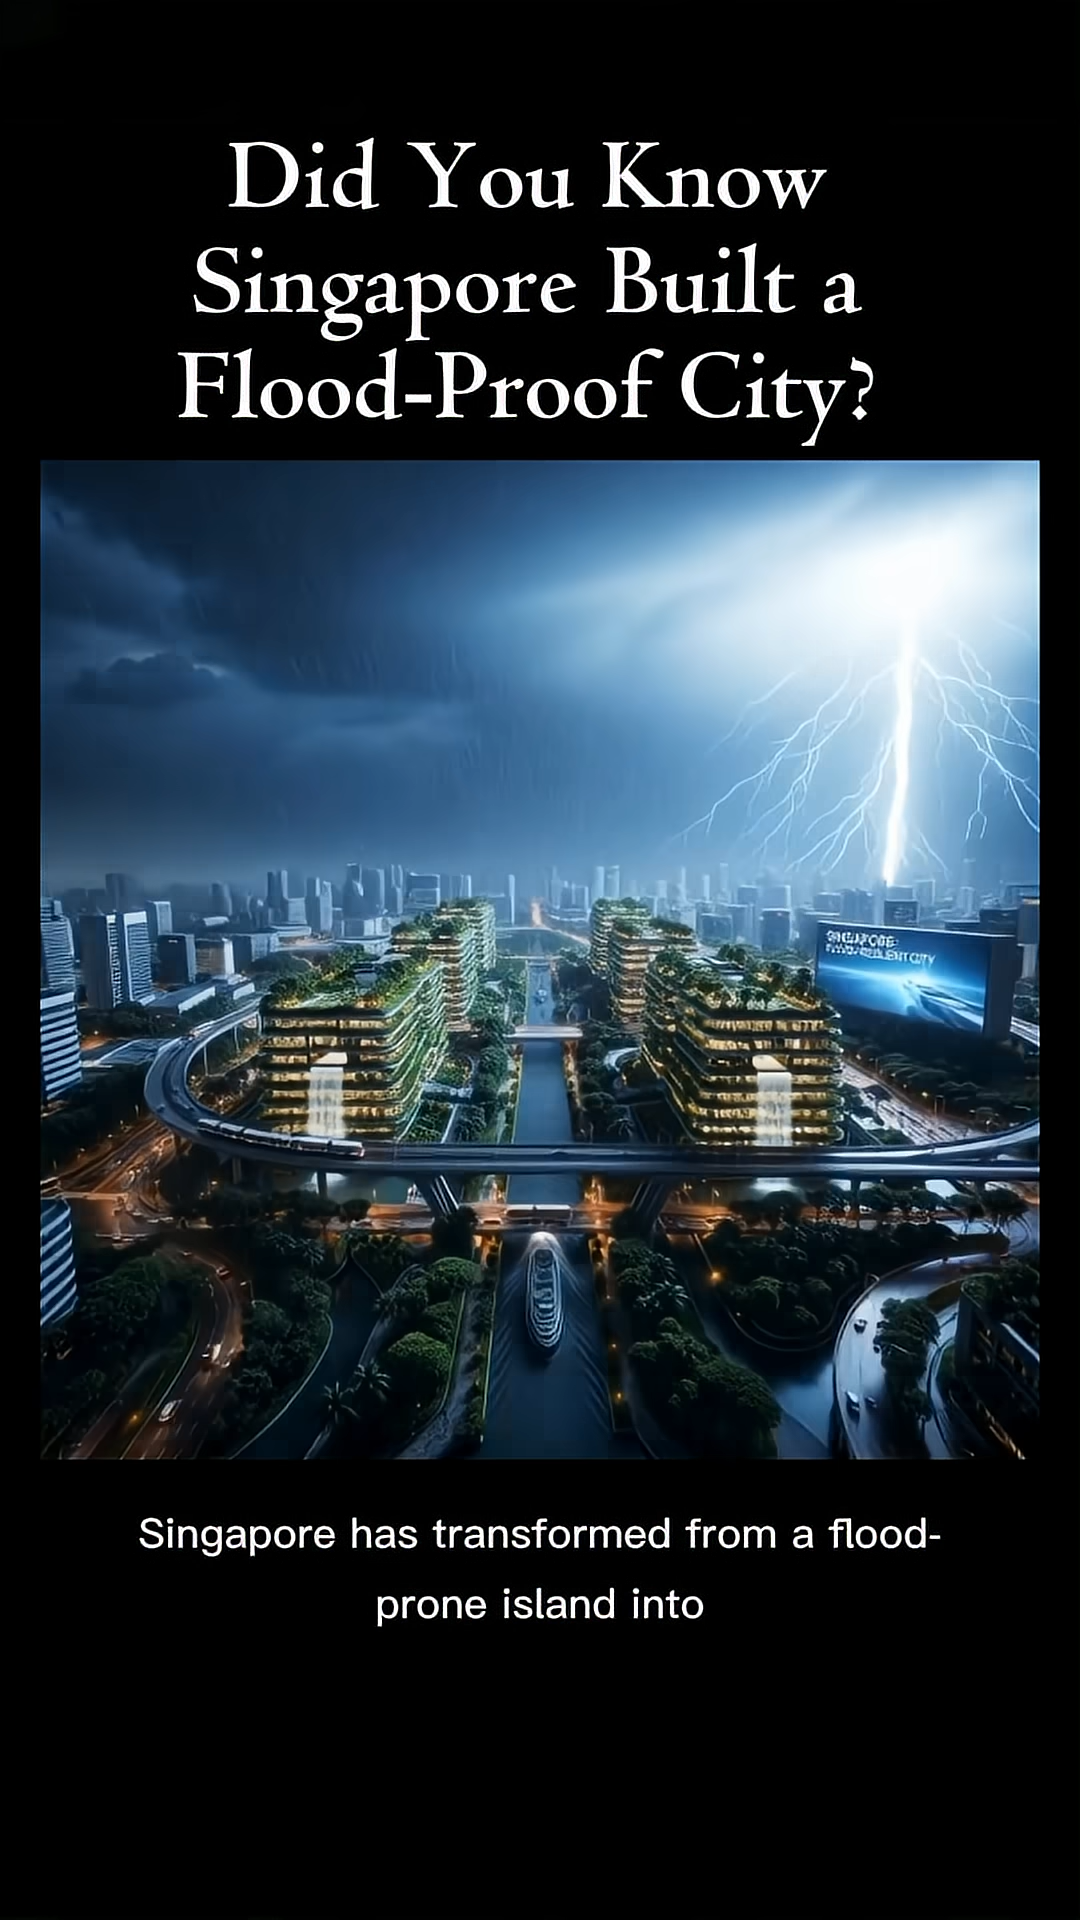 Did You Know
Singapore Built a
Flood-Proof City?
Singapore has transformed from a flood-
prone island into